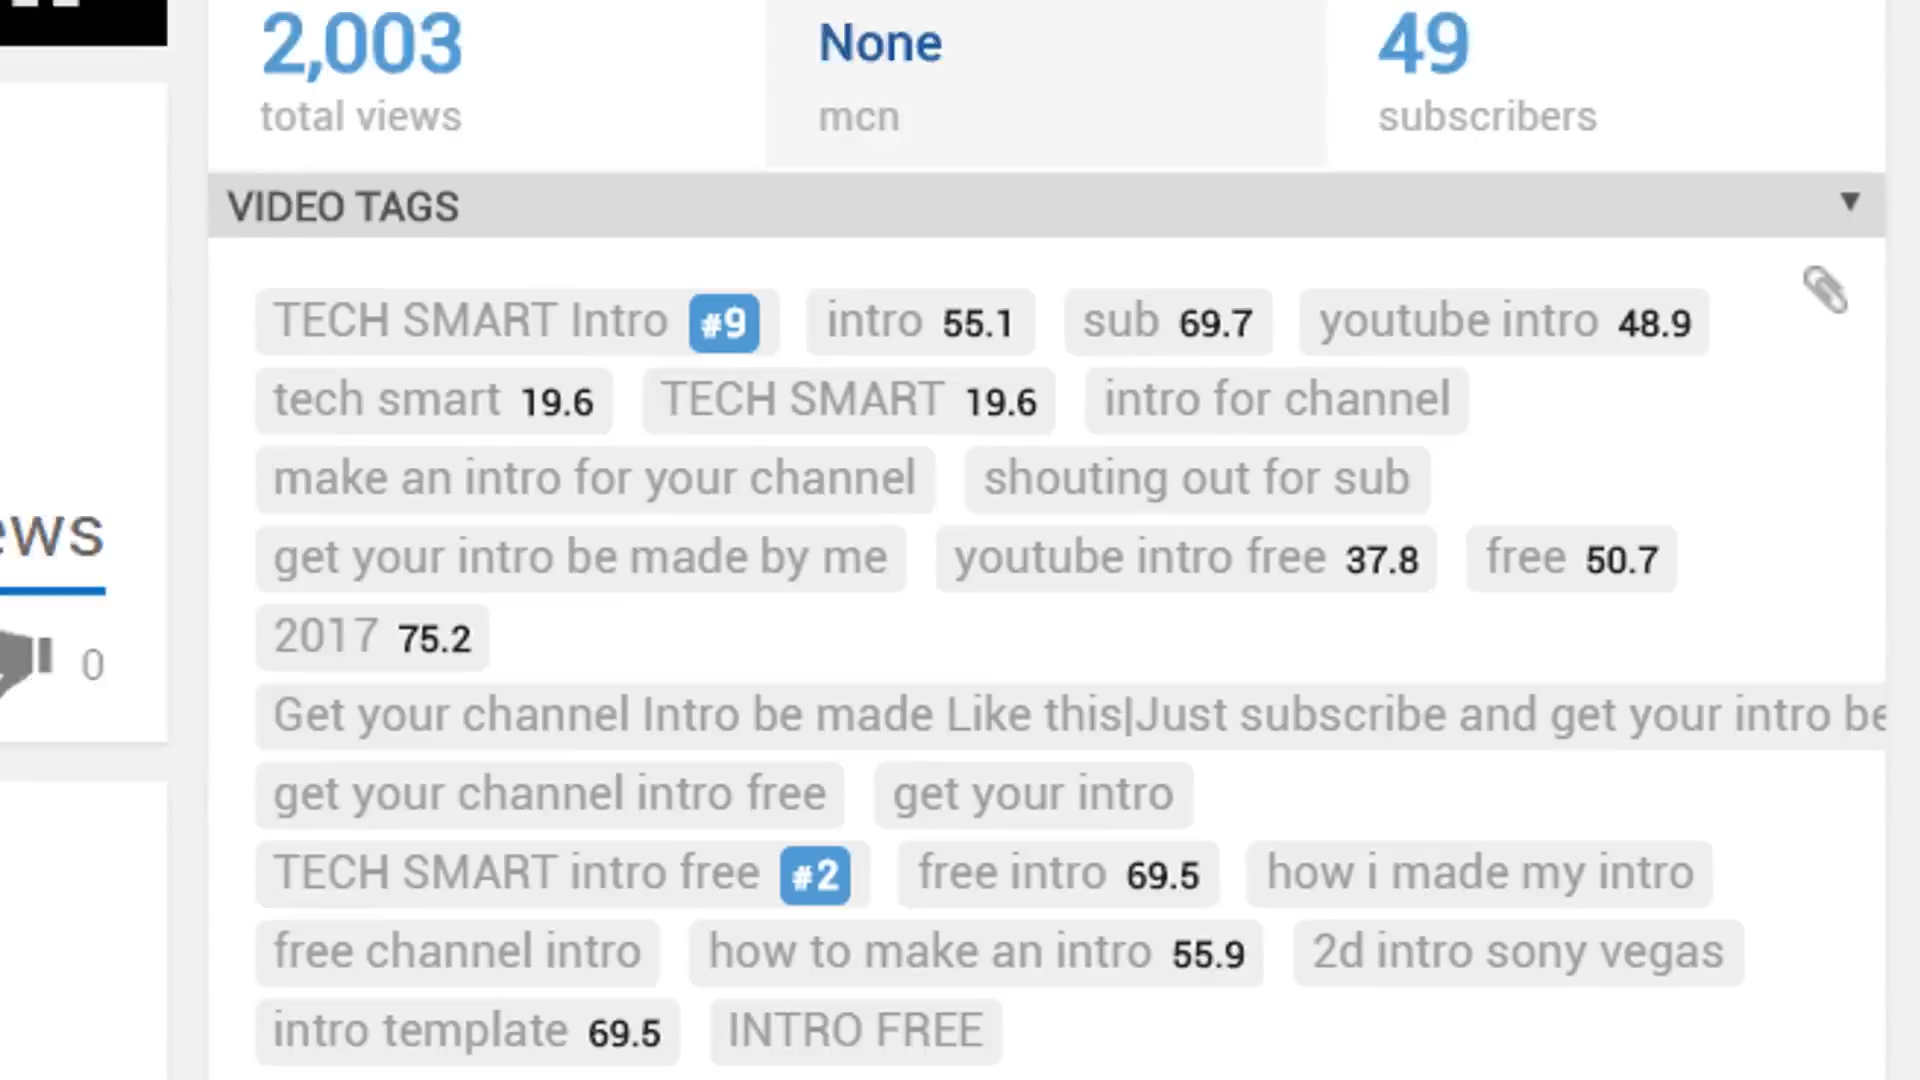 2,003 None 49
total views mcn subscribers
VIDEO TAGS
TECH SMART Intro #9 intro 55.1 sub 69.7 youtube intro 48.9
tech smart 19.6 TECH SMART 19.6 intro for channel
make an intro for your channel shouting out for sub
ews get your intro be made by me youtube intro free 37.8 free 50.7
0 2017 75.2
Get your channel Intro be made Like this|Just subscribe and get your intro be
get your channel intro free get your intro
TECH SMART intro free #2 free intro 69.5 how i made my intro
free channel intro how to make an intro 55.9 2d intro sony vegas
intro template 69.5 INTRO FREE